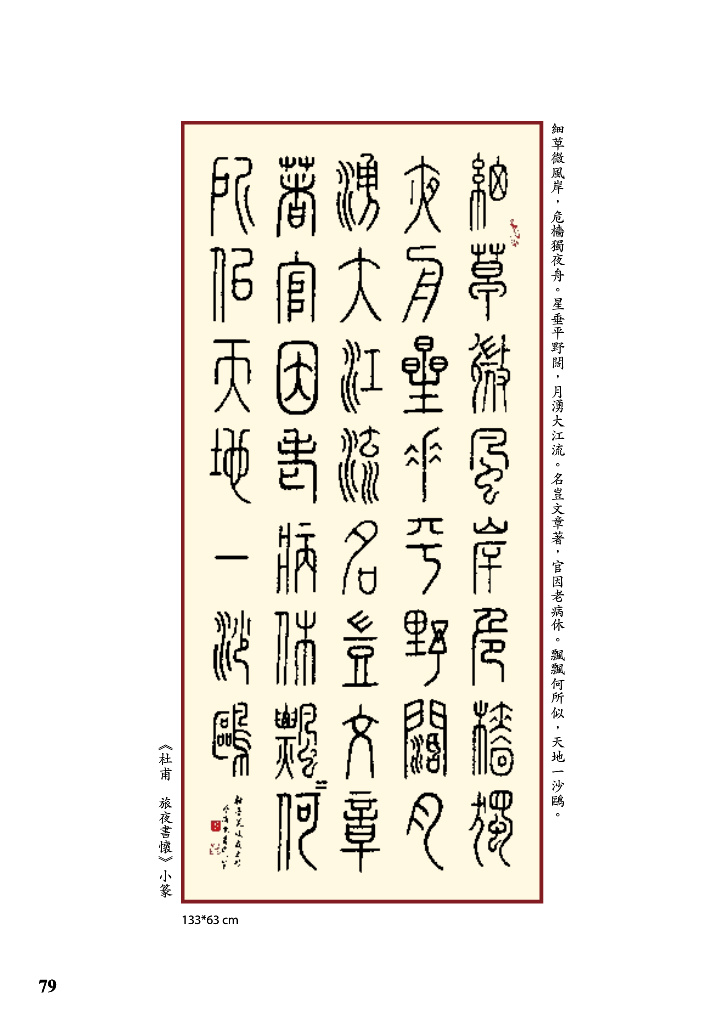 細草微風岸，危檣獨夜舟。星垂平野闊，月湧大江流。名豈文章著，官因老病休。飄飄何所似，天地一沙鷗。
細草微風岸危檣獨
夜舟星垂平野闊月
湧大江流名豈文章
著官因老病休飄〻何
所似天地一沙鷗
《杜甫 旅夜書懷》小篆
133*63 cm
79